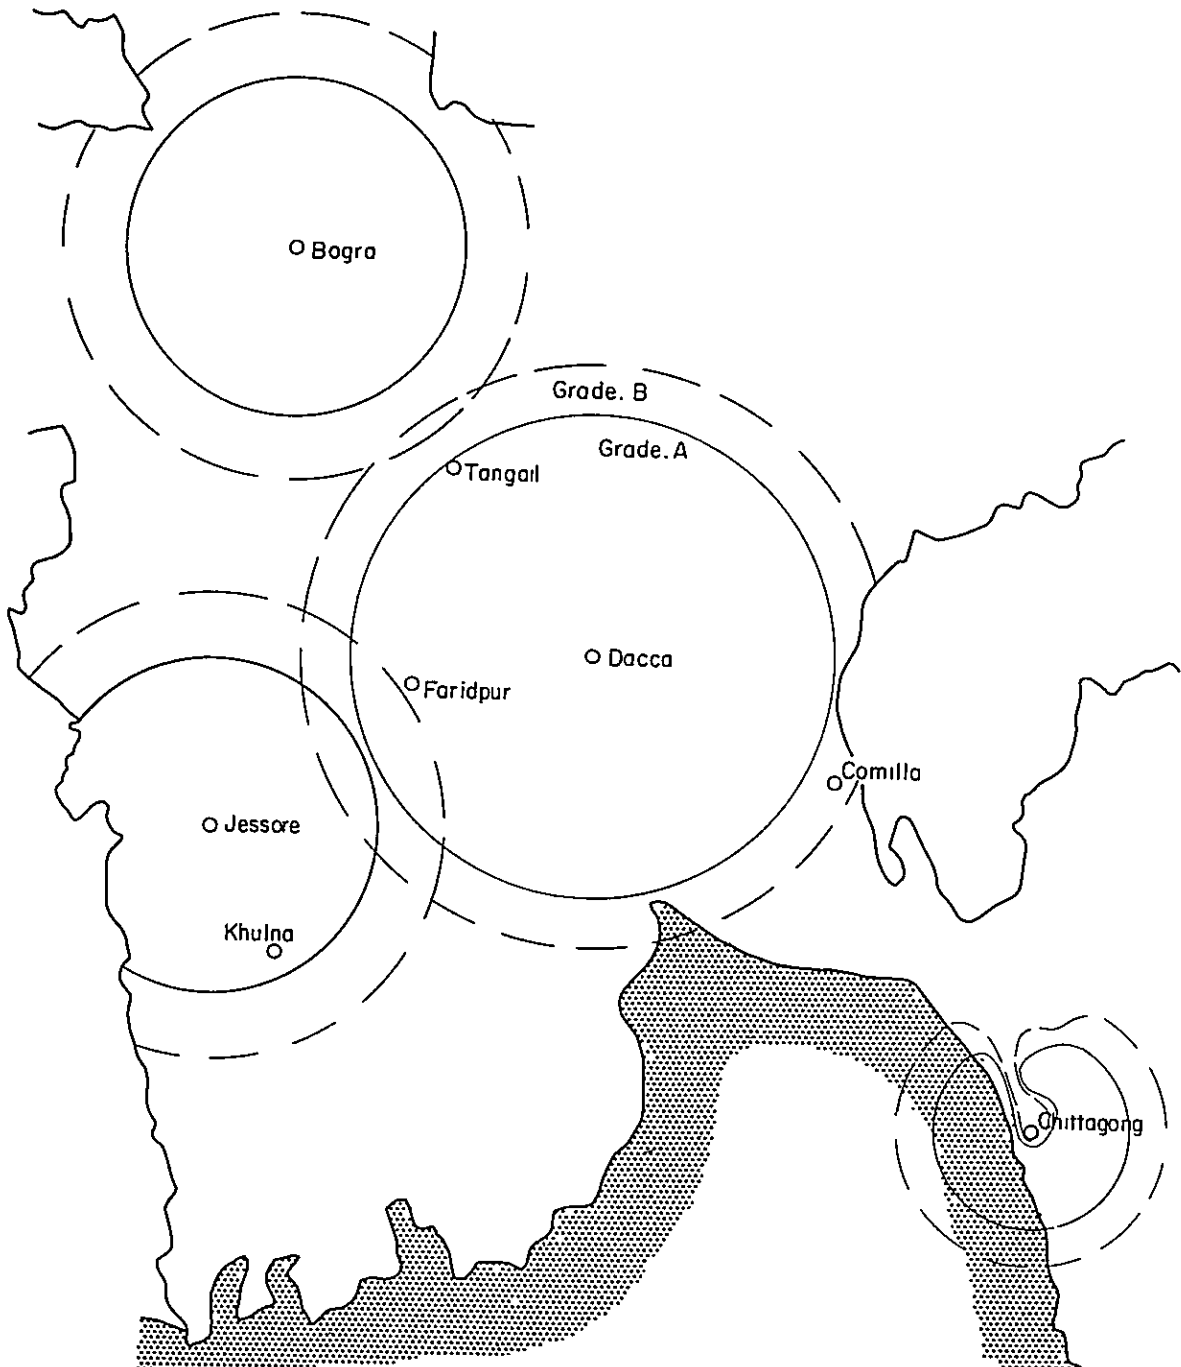 Bogra
Grade. B
Grade. A
Tangail
Dacca
Faridpur
Comilla
Jessore
Khulna
Chittagong